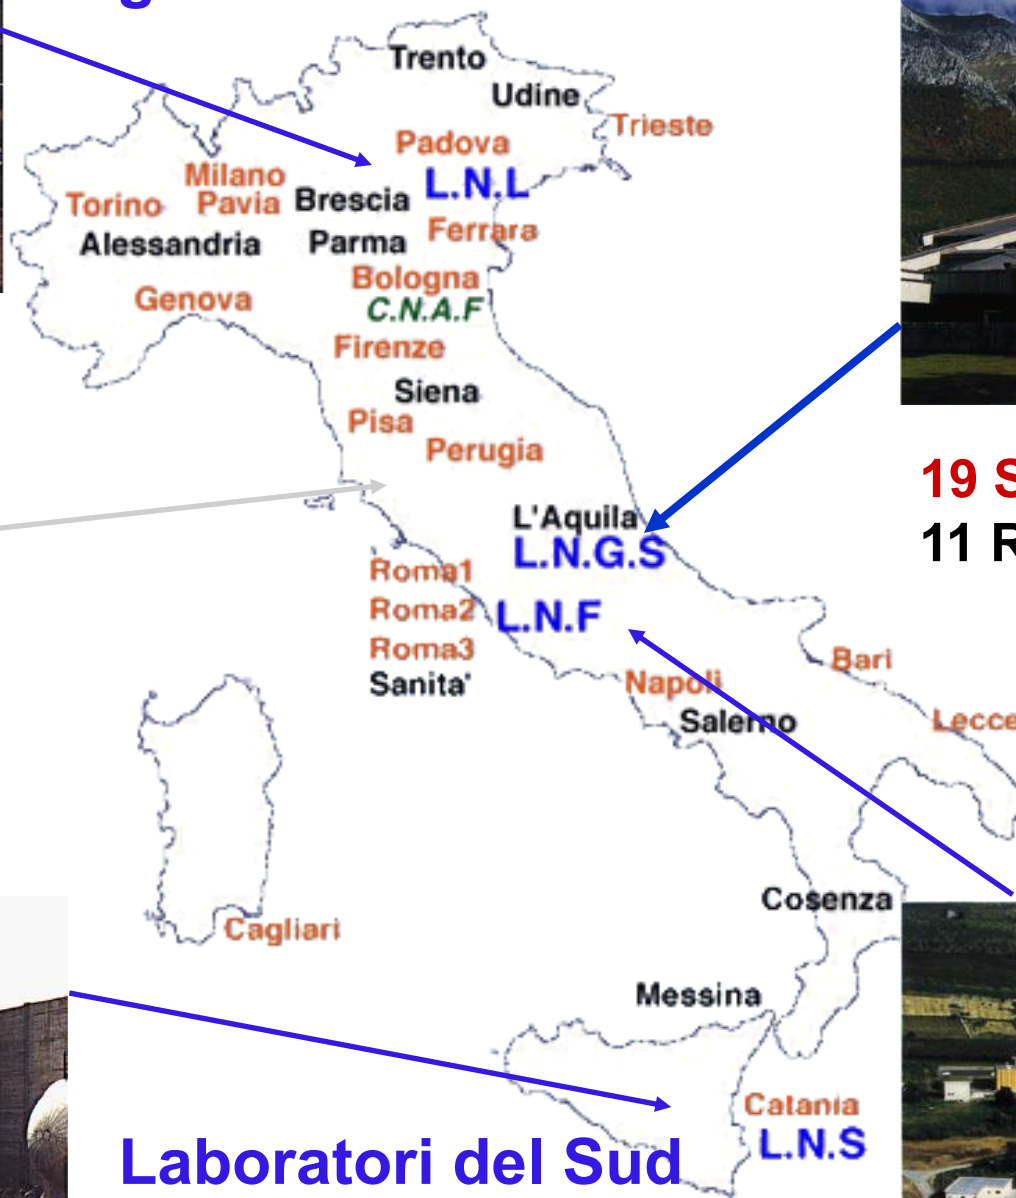 g
Trento
Udine
Trieste
Padova
L.N.L
Milano
Torino Pavia Brescia
Ferrara
Alessandria Parma
Bologna
C.N.A.F
Genova
Firenze
Siena
Pisa
Perugia
19 S
11 R
L'Aquila
L.N.G.S
Roma1
Roma2
L.N.F
Roma3
Sanita'
Bari
Napoli
Salerno
Lecce
Cosenza
Cagliari
Messina
Catania
L.N.S
Laboratori del Sud